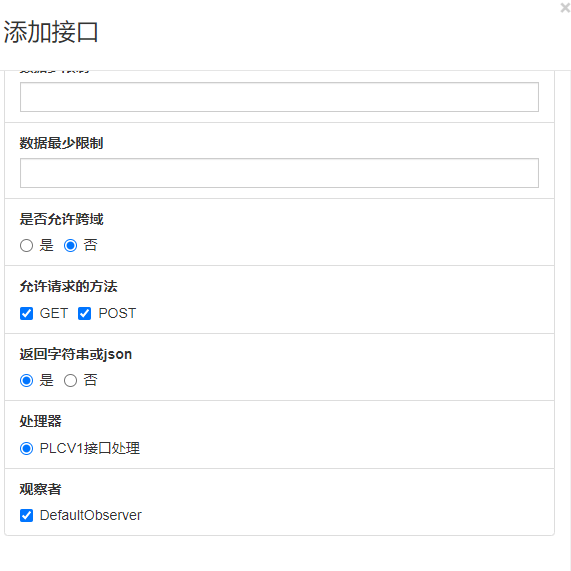 添加接口
×
数据最少限制
是否允许跨域
是 否
允许请求的方法
GET POST
返回字符串或json
是 否
处理器
PLCV1接口处理
观察者
DefaultObserver